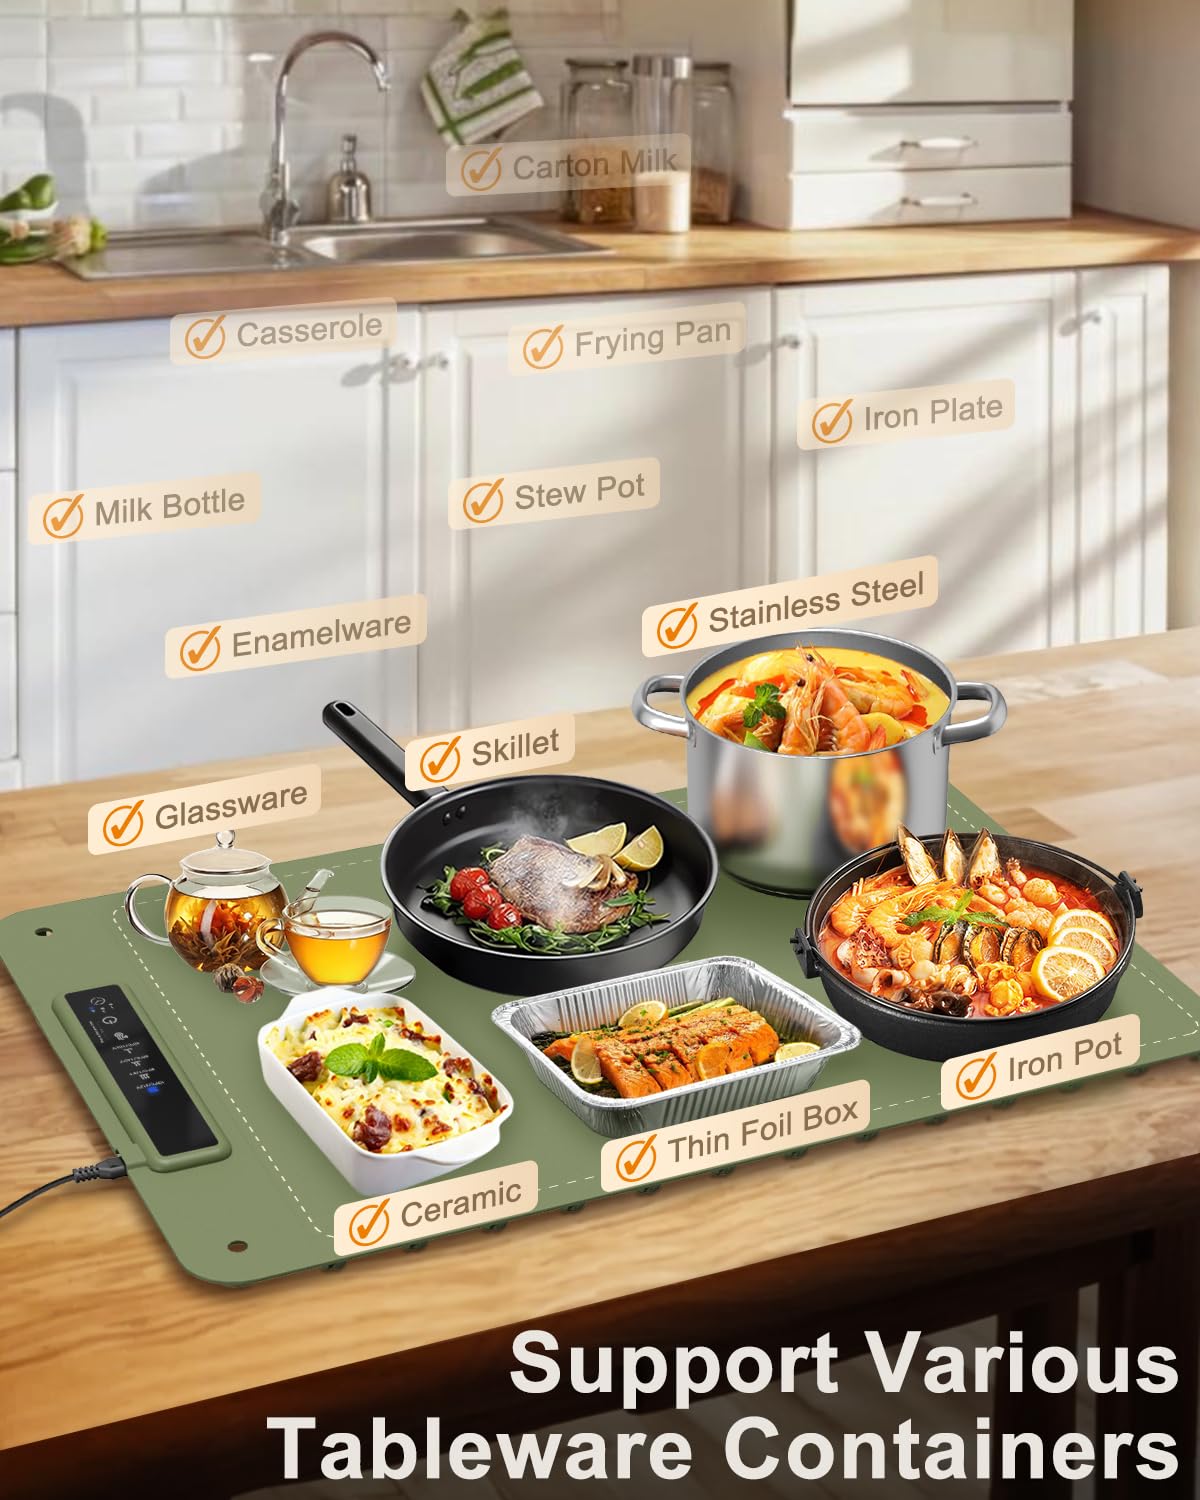 Carton Milk
Casserole
Frying Pan
Iron Plate
Milk Bottle
Stew Pot
Stainless Steel
Enamelware
Skillet
Glassware
Iron Pot
Thin Foil Box
Ceramic
Support Various
Tableware Containers